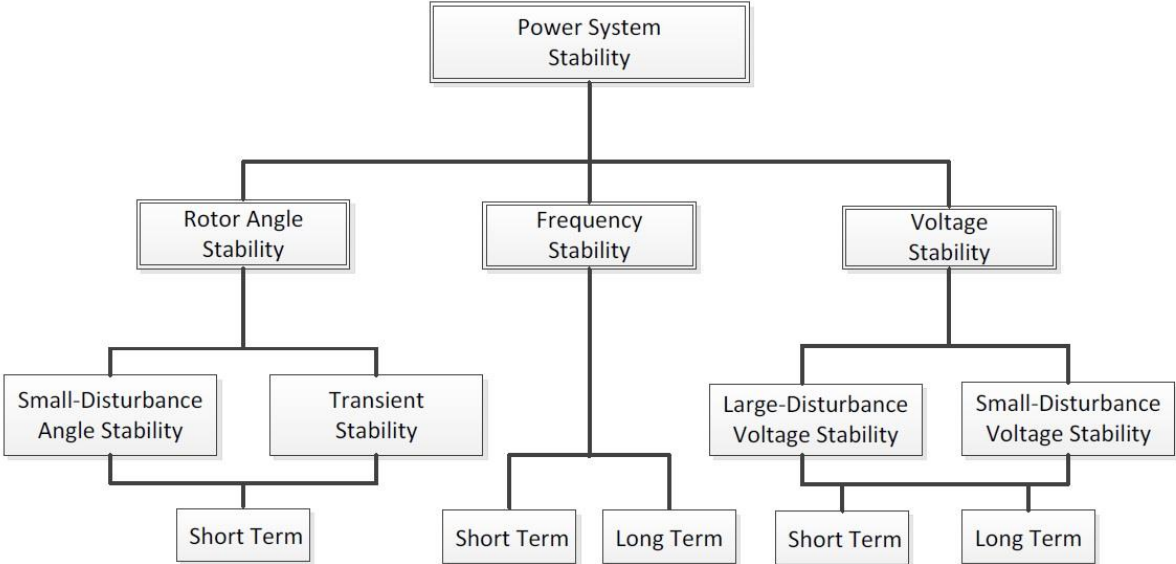 Power System
Stability
Rotor Angle
Stability
Frequency
Stability
Voltage
Stability
Small-Disturbance
Angle Stability
Transient
Stability
Large-Disturbance
Voltage Stability
Small-Disturbance
Voltage Stability
Short Term
Short Term
Long Term
Short Term
Long Term